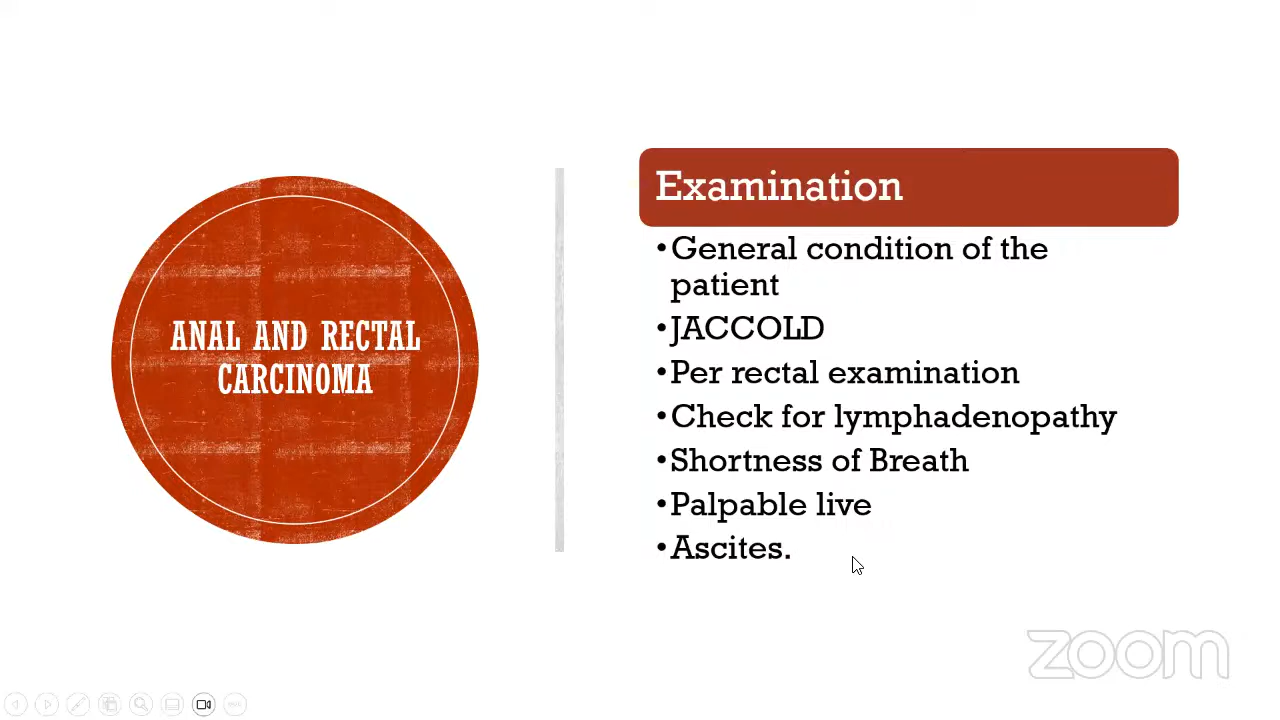 ANAL AND RECTAL
CARCINOMA
Examination
•General condition of the
patient
•JACCOLD
•Per rectal examination
•Check for lymphadenopathy
•Shortness of Breath
•Palpable live
•Ascites.
zoom